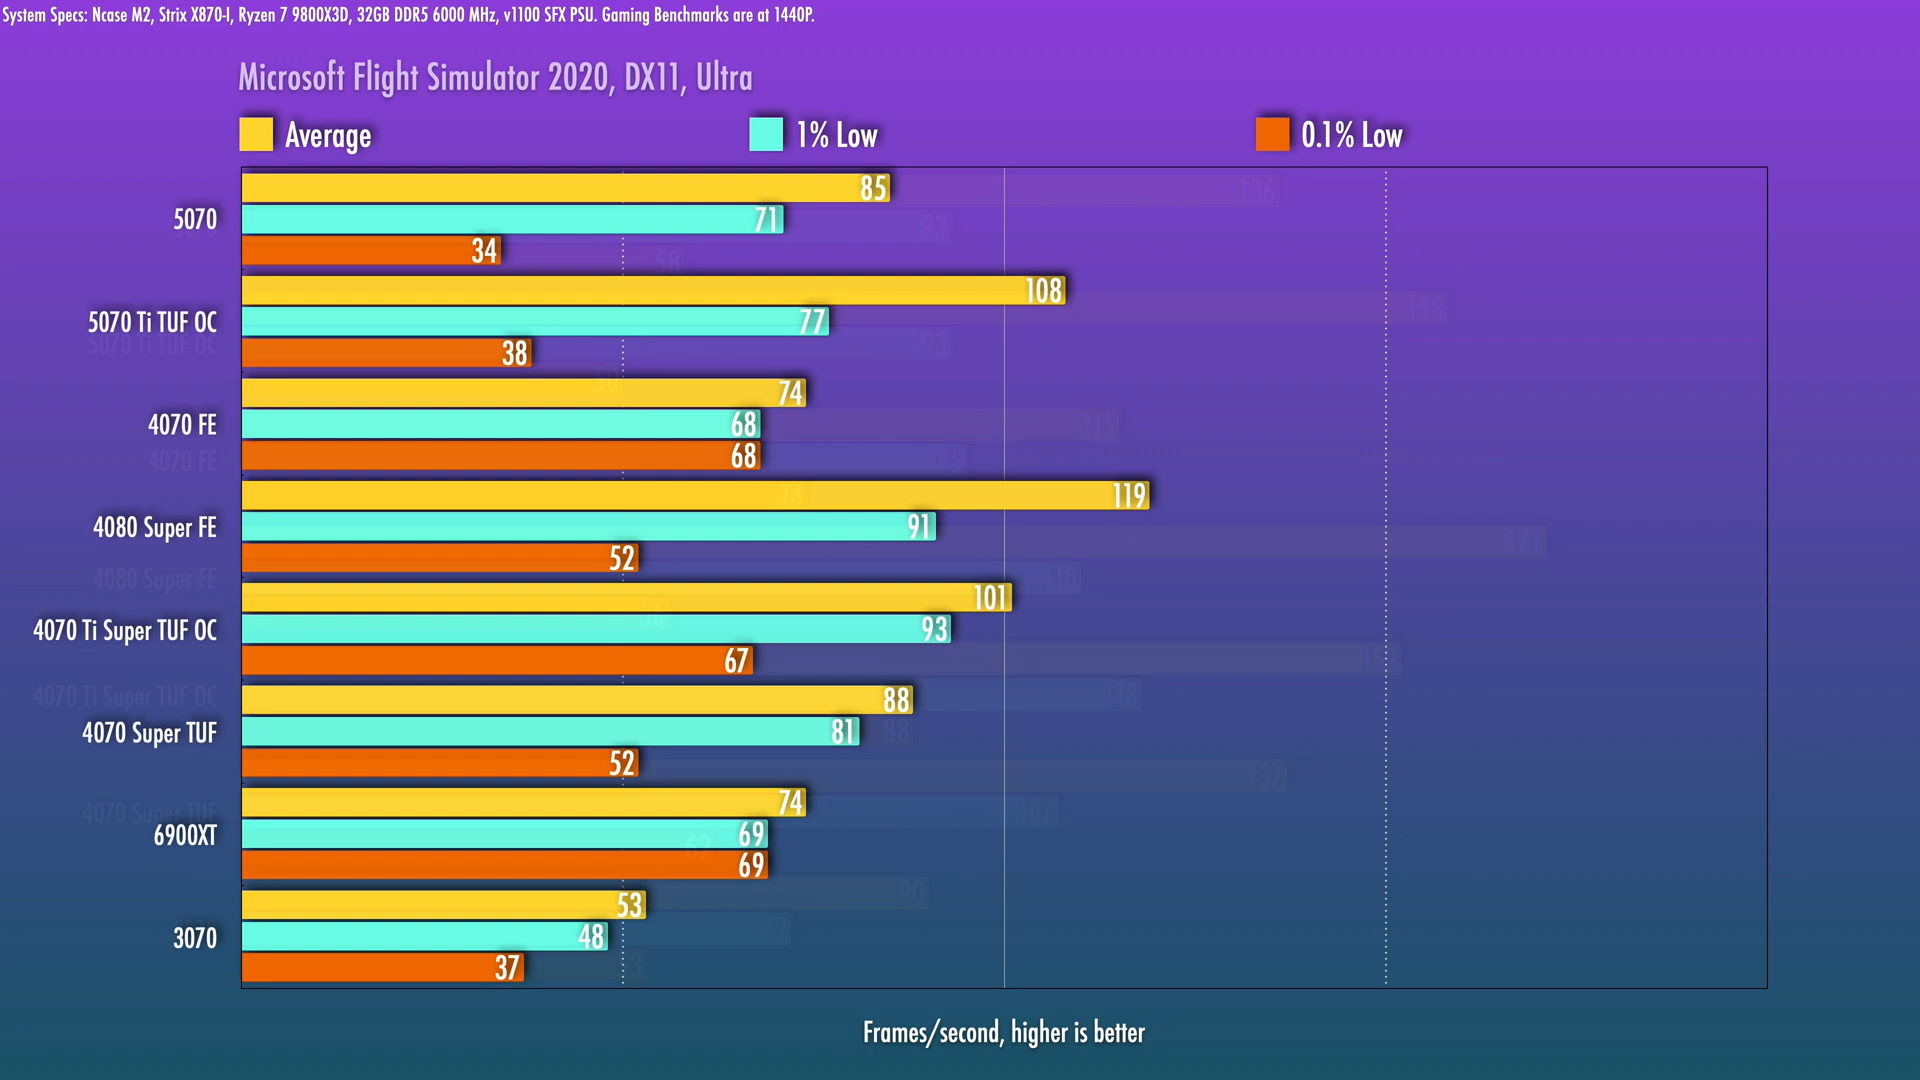 System Specs: Ncase M2, Strix X870-I, Ryzen 7 9800X3D, 32GB DDR5 6000 MHz, v1100 SFX PSU. Gaming Benchmarks are at 1440P.
Microsoft Flight Simulator 2020, DX11, Ultra
Average 1% Low 0.1% Low
85
5070 71
34
108
5070 Ti TUF OC 77
38
74
4070 FE 68
68
119
4080 Super FE 91
52
101
4070 Ti Super TUF OC 93
67
88
4070 Super TUF 81
52
74
6900XT 69
69
53
3070 48
37
Frames/second, higher is better